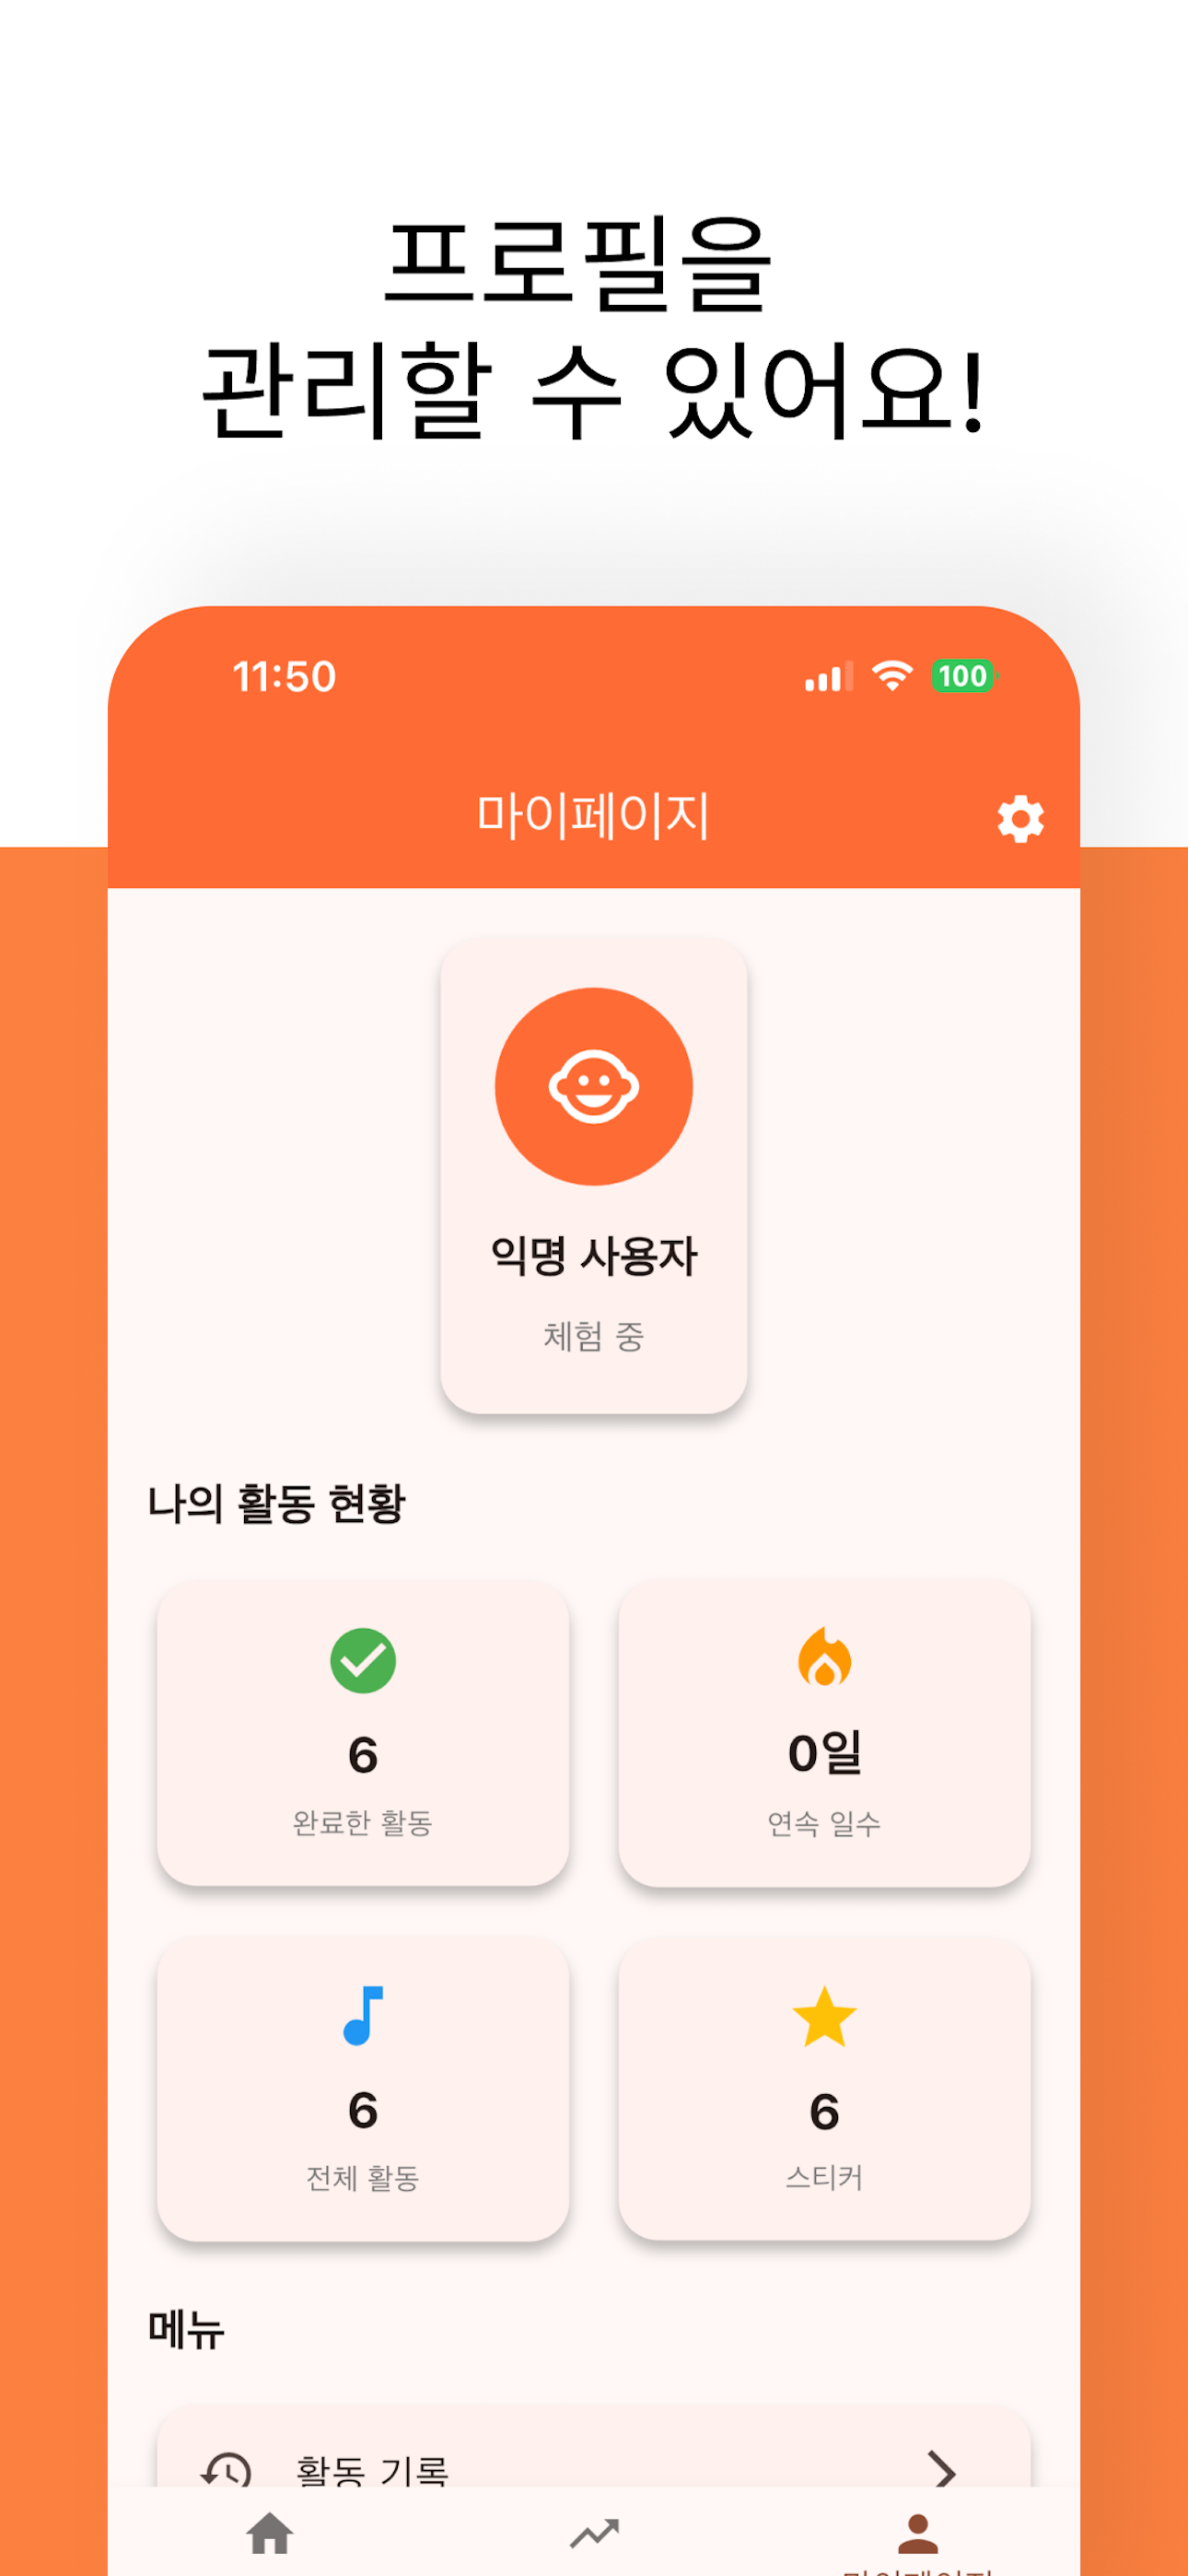 프로필을
관리할 수 있어요!
11:50
100
마이페이지
익명 사용자
체험 중
나의 활동 현황
6
완료한 활동
0일
연속 일수
6
전체 활동
6
스티커
메뉴
활동 기록